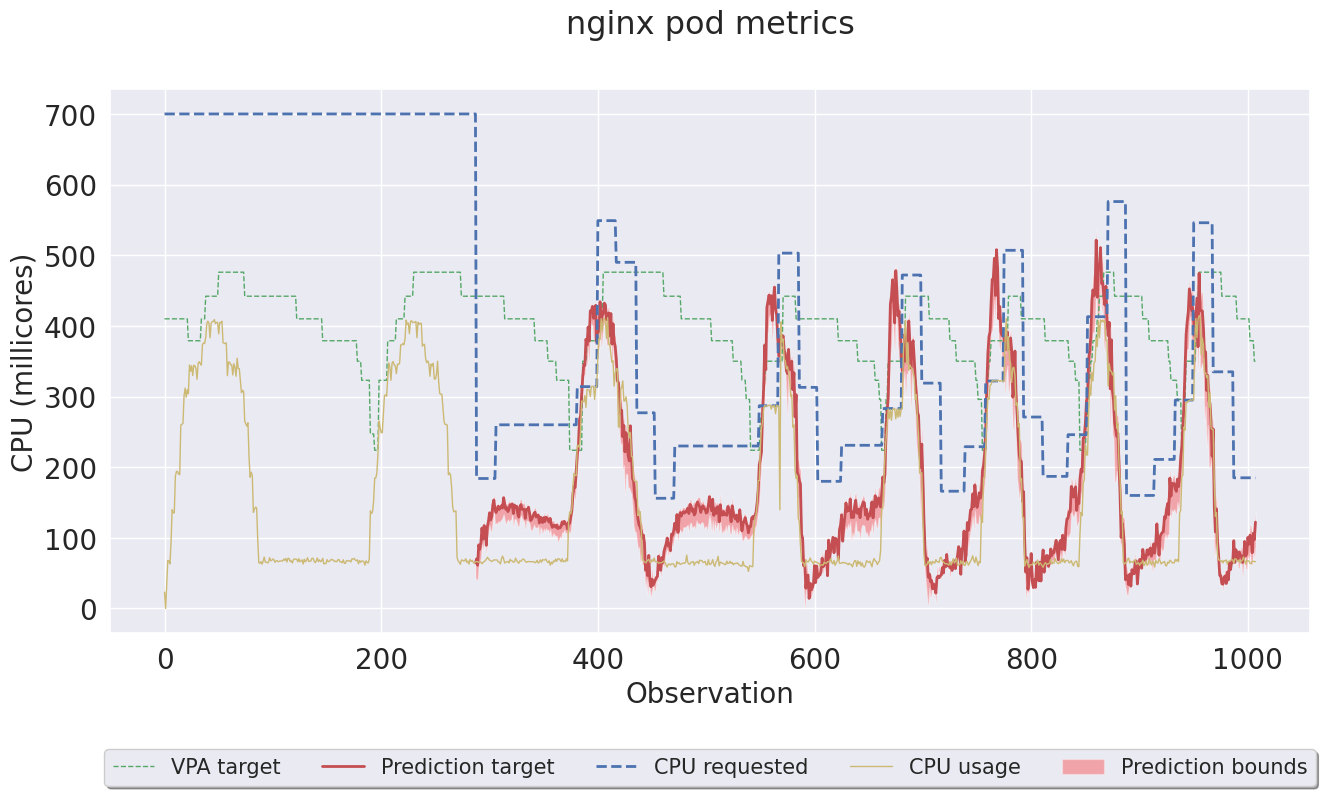 nginx pod metrics
CPU (millicores)
700
600
500
400
300
200
100
0
0 200 400 600 800 1000
Observation
VPA target Prediction target CPU requested CPU usage Prediction bounds